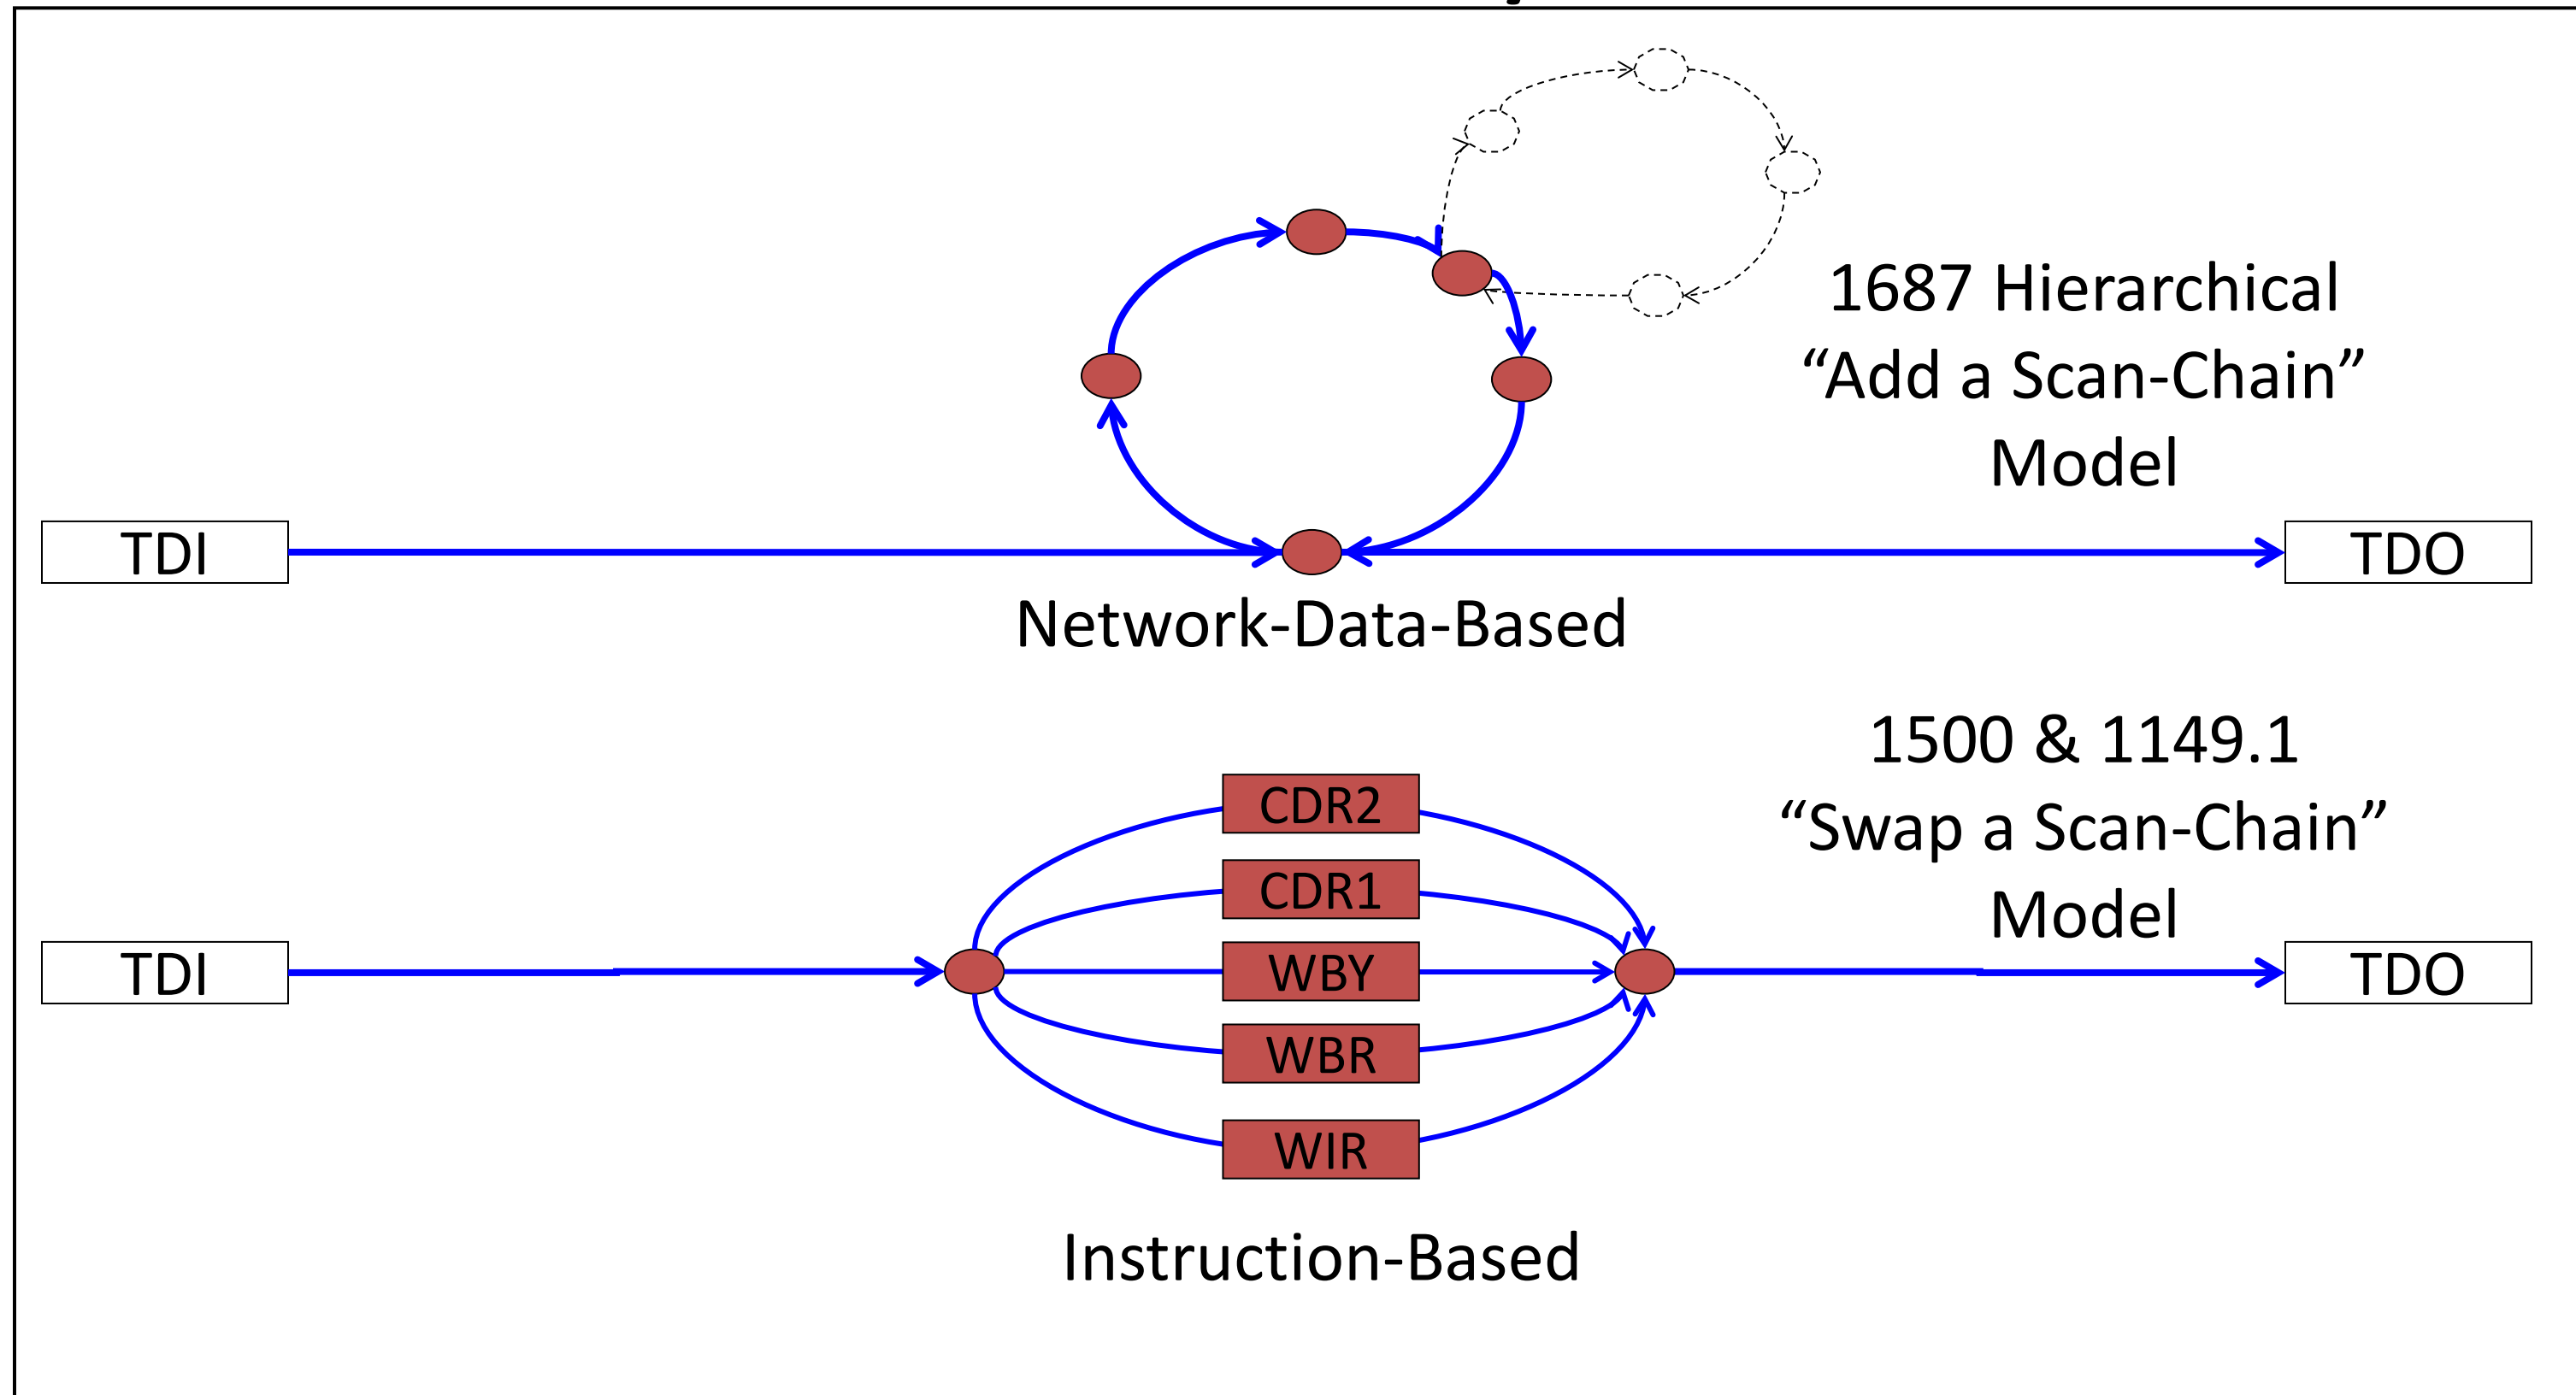 1687 Hierarchical
“Add a Scan-Chain”
Model
TDI
TDO
Network-Data-Based
1500 & 1149.1
“Swap a Scan-Chain”
Model
CDR2
CDR1
TDI
WBY
TDO
WBR
WIR
Instruction-Based